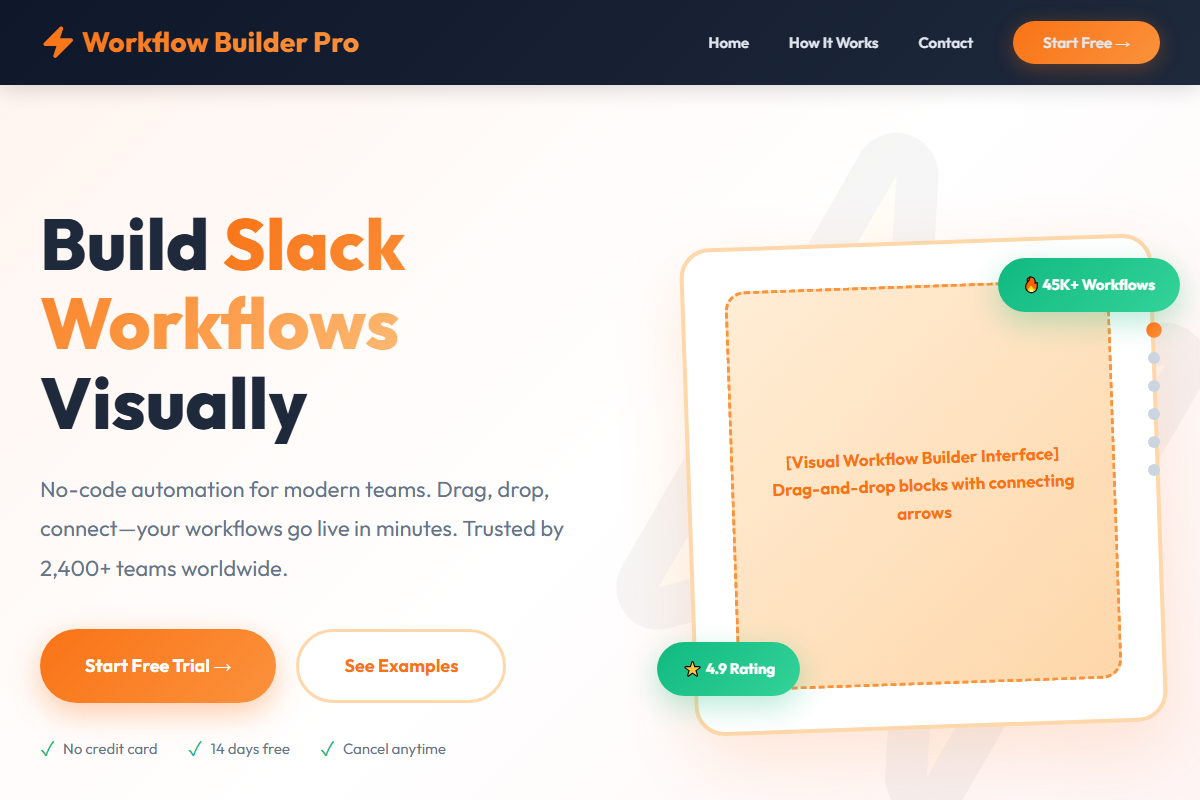 Workflow Builder Pro
Home
How It Works
Contact
Start Free →
Build Slack
Workflows
Visually
No-code automation for modern teams. Drag, drop,
connect—your workflows go live in minutes. Trusted by
2,400+ teams worldwide.
Start Free Trial →
See Examples
✓ No credit card
✓ 14 days free
✓ Cancel anytime
🔥 45K+ Workflows
[Visual Workflow Builder Interface]
Drag-and-drop blocks with connecting
arrows
⭐ 4.9 Rating